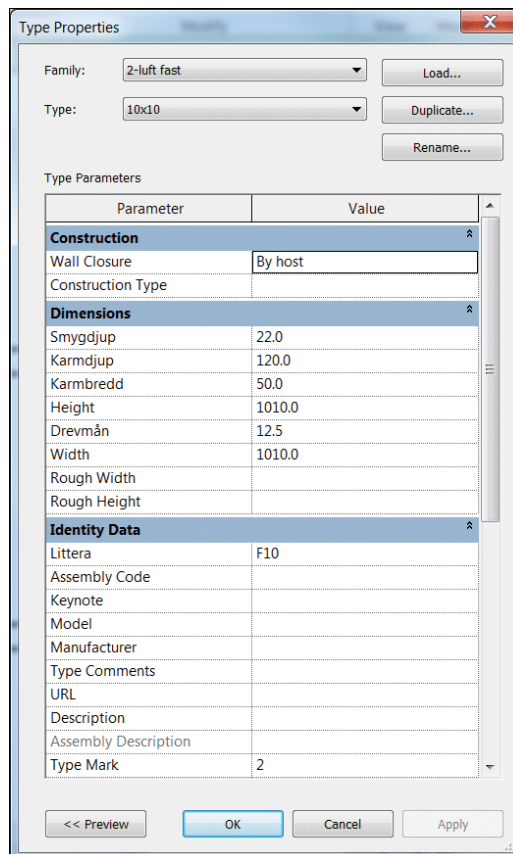 Type Properties
Modify
View
Family: 2-luft fast Load...
Type: 10x10 Duplicate...
Rename...
Type Parameters
Parameter Value
Construction
Wall Closure By host
Construction Type
Dimensions
Smygdjup 22.0
Karmdjup 120.0
Karmbredd 50.0
Height 1010.0
Drevmån 12.5
Width 1010.0
Rough Width
Rough Height
Identity Data
Littera F10
Assembly Code
Keynote
Model
Manufacturer
Type Comments
URL
Description
Assembly Description
Type Mark 2
<< Preview OK Cancel Apply